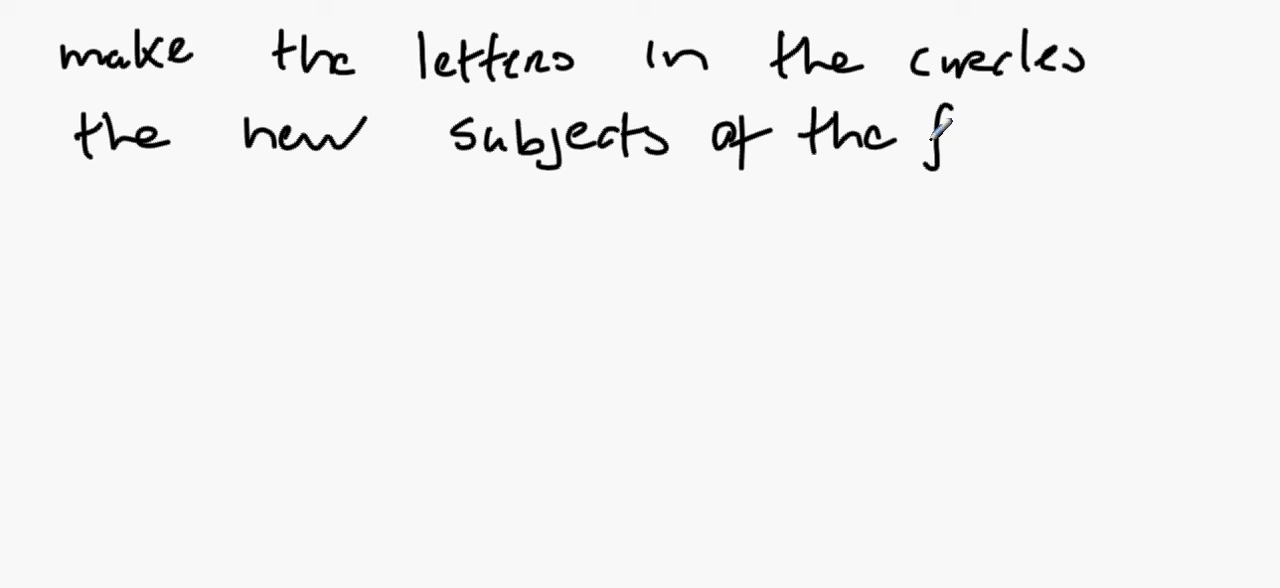 make the letters in the circles
the new subjects of the f